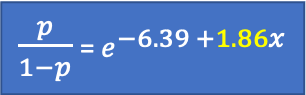 p/(1−p) = e^(−6.39 + 1.86x)